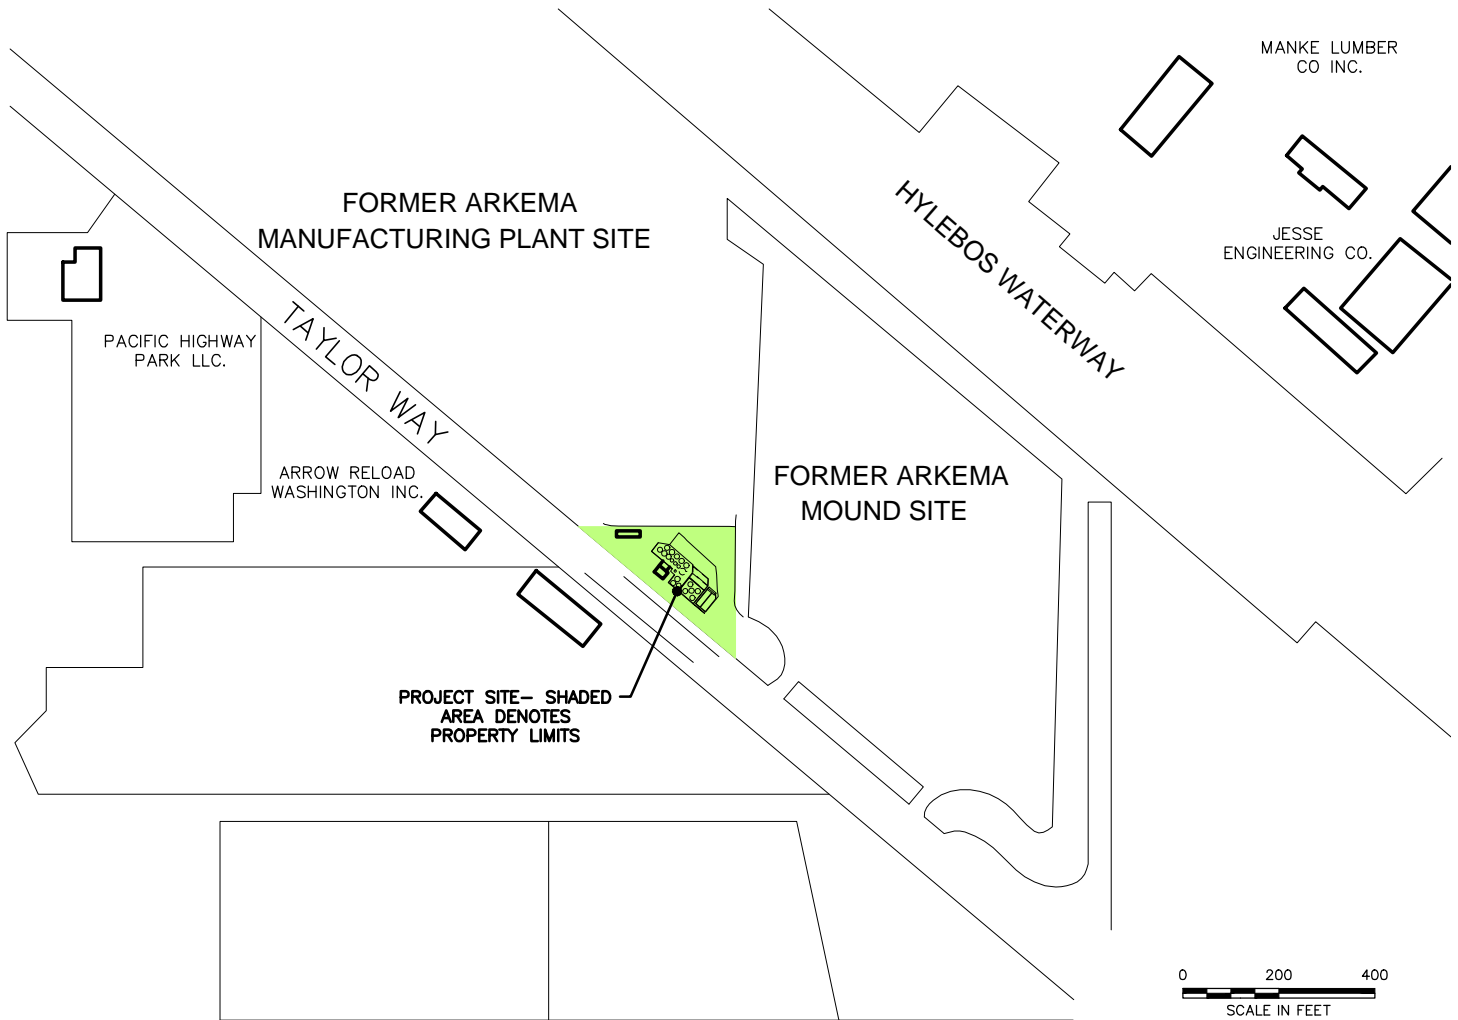 MANKE LUMBER
CO INC.
FORMER ARKEMA
MANUFACTURING PLANT SITE
HYLEBOS WATERWAY
JESSE
ENGINEERING CO.
TAYLOR WAY
PACIFIC HIGHWAY
PARK LLC.
ARROW RELOAD
WASHINGTON INC.
FORMER ARKEMA
MOUND SITE
PROJECT SITE– SHADED
AREA DENOTES
PROPERTY LIMITS
0 200 400
SCALE IN FEET